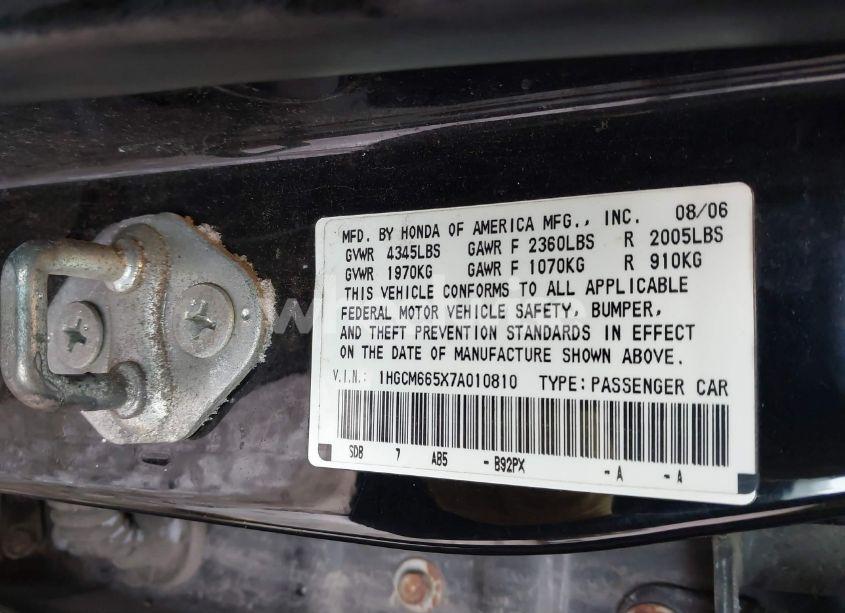 MFD. BY HONDA OF AMERICA MFG., INC. 08/06
GVWR 4345LBS GAWR F 2360LBS R 2005LBS
GVWR 1970KG GAWR F 1070KG R 910KG
THIS VEHICLE CONFORMS TO ALL APPLICABLE
FEDERAL MOTOR VEHICLE SAFETY, BUMPER,
AND THEFT PREVENTION STANDARDS IN EFFECT
ON THE DATE OF MANUFACTURE SHOWN ABOVE.
V.I.N.: 1HGCM665X7A010810 TYPE: PASSENGER CAR
SDB 7 AB5 - B92PX - A - A